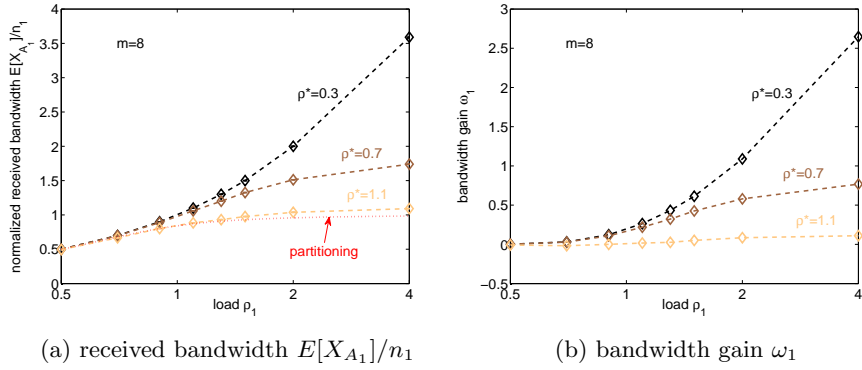 4
3.5
3
2.5
2
1.5
1
0.5
0
normalized received bandwidth E[X_{A_1}]/n_1
m=8
ρ*=0.3
ρ*=0.7
ρ*=1.1
partitioning
0.5 1 2 4
load ρ_1
(a) received bandwidth E[X_{A_1}]/n_1
3
2.5
2
1.5
1
0.5
0
−0.5
bandwidth gain ω_1
m=8
ρ*=0.3
ρ*=0.7
ρ*=1.1
0.5 1 2 4
load ρ_1
(b) bandwidth gain ω_1